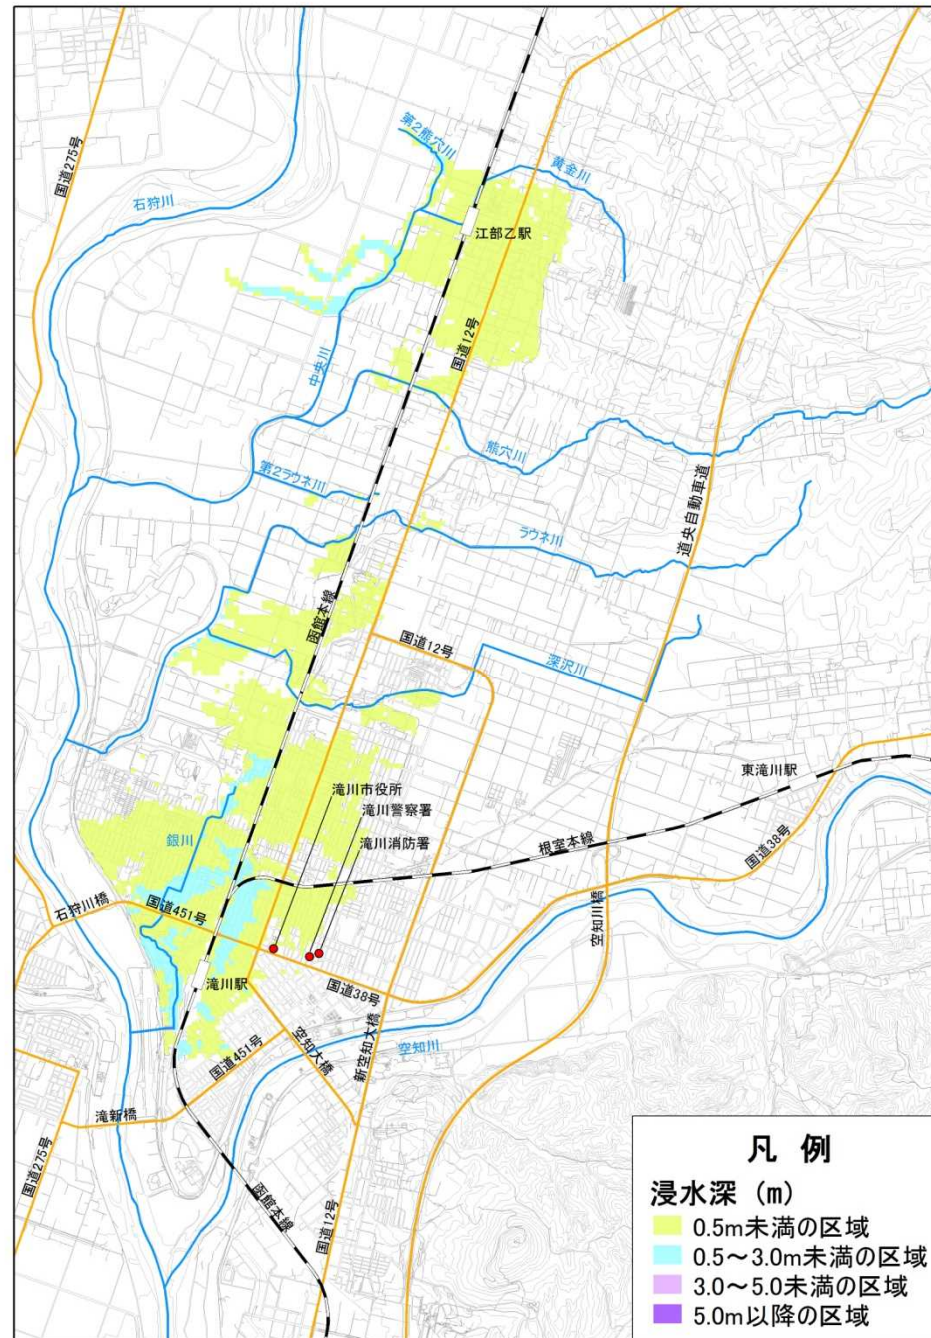 国道275号
石狩川
第2熊穴川
黄金川
江部乙駅
国道12号
中央川
熊穴川
第2ラウネ川
道央自動車道
ラウネ川
函館本線
国道12号
深沢川
東滝川駅
滝川市役所
滝川警察署
滝川消防署
銀川
根室本線
国道38号
石狩川橋
国道451号
空知川橋
滝川駅
国道38号
空知大橋
新空知大橋
空知川
国道451号
滝新橋
国道275号
函館本線
国道12号
凡 例
浸水深 (m)
0.5m未満の区域
0.5～3.0m未満の区域
3.0～5.0未満の区域
5.0m以降の区域